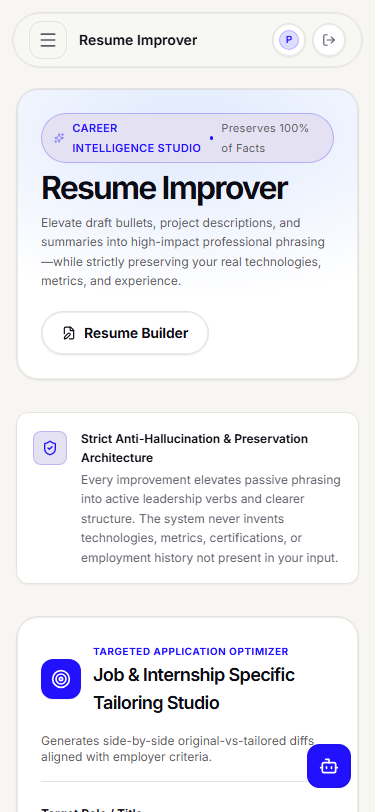 Resume Improver
P
CAREER
INTELLIGENCE STUDIO
• Preserves 100%
of Facts
Resume Improver
Elevate draft bullets, project descriptions, and
summaries into high-impact professional phrasing
—while strictly preserving your real technologies,
metrics, and experience.
Resume Builder
Strict Anti-Hallucination & Preservation
Architecture
Every improvement elevates passive phrasing
into active leadership verbs and clearer
structure. The system never invents
technologies, metrics, certifications, or
employment history not present in your input.
TARGETED APPLICATION OPTIMIZER
Job & Internship Specific
Tailoring Studio
Generates side-by-side original-vs-tailored diffs
aligned with employer criteria.
Target Role / Title